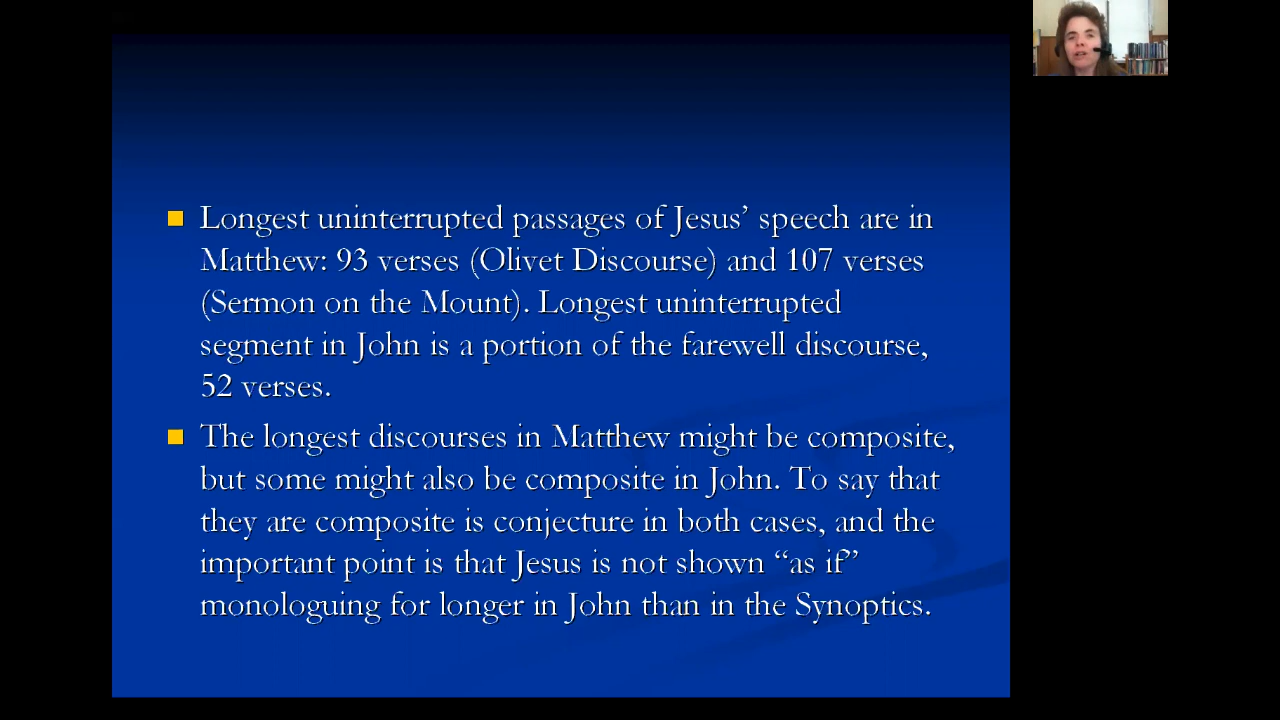 Longest uninterrupted passages of Jesus’ speech are in
Matthew: 93 verses (Olivet Discourse) and 107 verses
(Sermon on the Mount). Longest uninterrupted
segment in John is a portion of the farewell discourse,
52 verses.
The longest discourses in Matthew might be composite,
but some might also be composite in John. To say that
they are composite is conjecture in both cases, and the
important point is that Jesus is not shown “as if”
monologuing for longer in John than in the Synoptics.